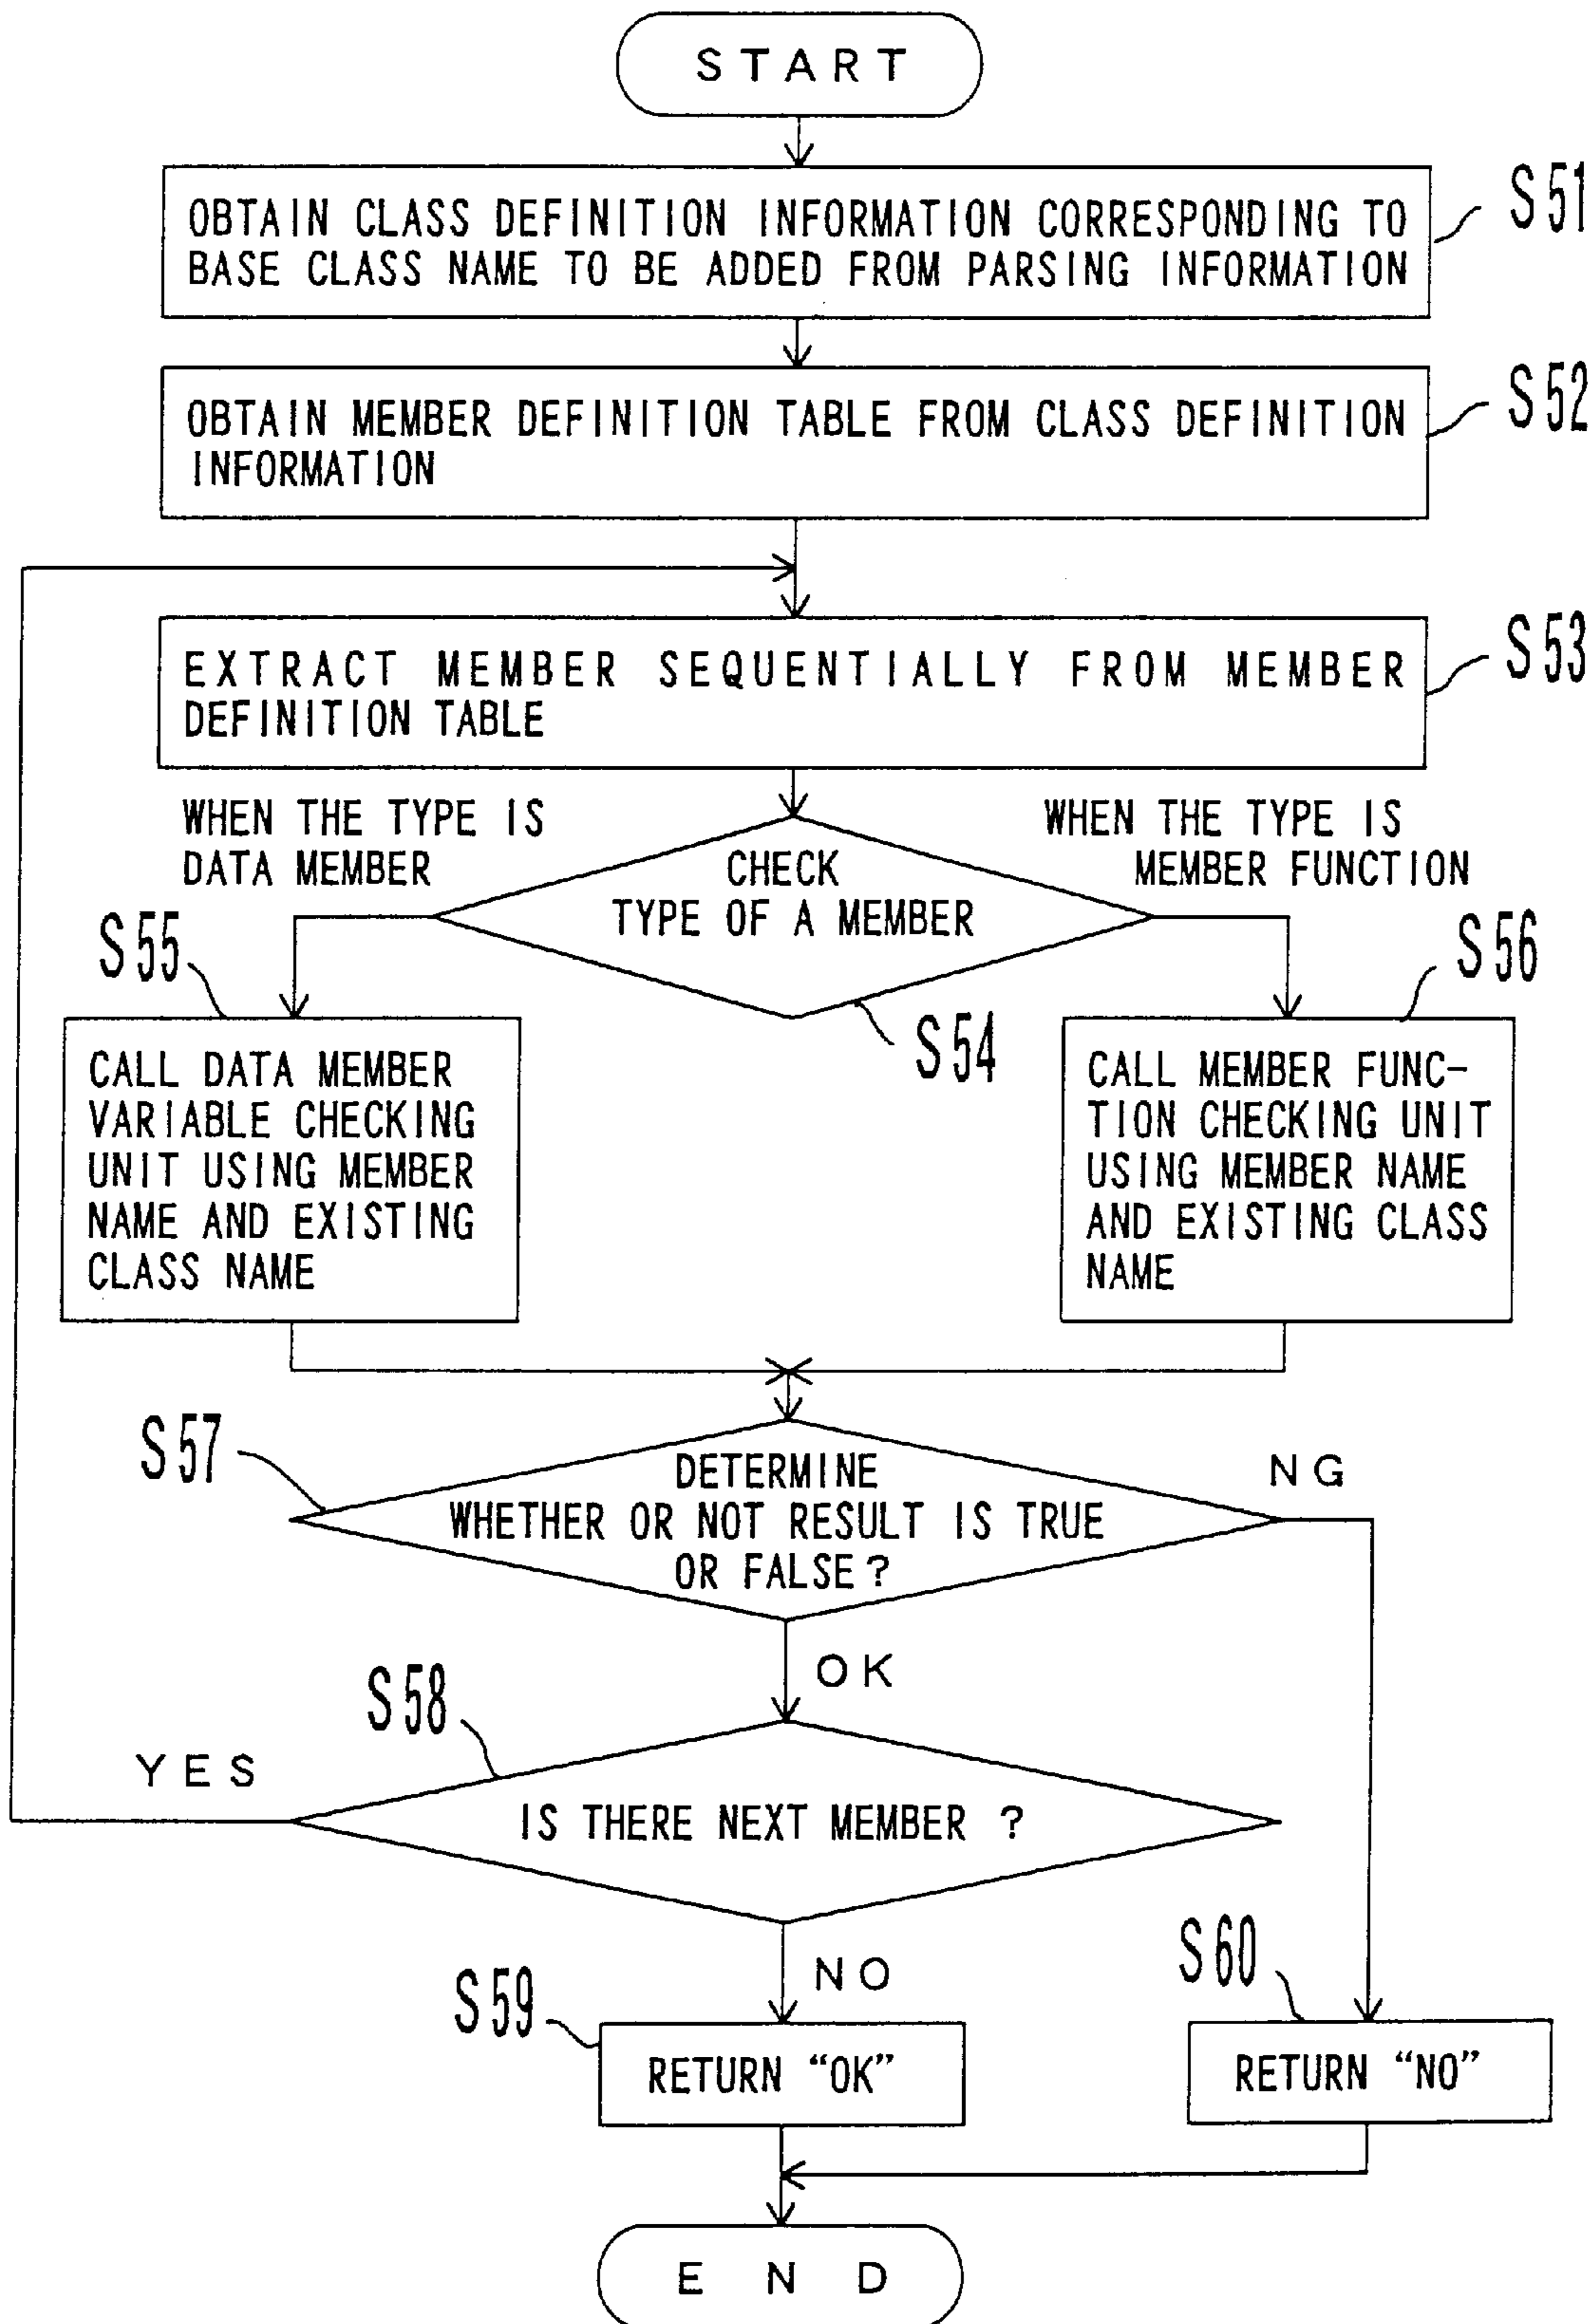 START
OBTAIN CLASS DEFINITION INFORMATION CORRESPONDING TO
BASE CLASS NAME TO BE ADDED FROM PARSING INFORMATION
S51
OBTAIN MEMBER DEFINITION TABLE FROM CLASS DEFINITION
INFORMATION
S52
EXTRACT MEMBER SEQUENTIALLY FROM MEMBER
DEFINITION TABLE
S53
WHEN THE TYPE IS
DATA MEMBER
CHECK
TYPE OF A MEMBER
WHEN THE TYPE IS
MEMBER FUNCTION
S54
S55
CALL DATA MEMBER
VARIABLE CHECKING
UNIT USING MEMBER
NAME AND EXISTING
CLASS NAME
S56
CALL MEMBER FUNC-
TION CHECKING UNIT
USING MEMBER NAME
AND EXISTING CLASS
NAME
S57
DETERMINE
WHETHER OR NOT RESULT IS TRUE
OR FALSE?
NG
OK
S58
YES
IS THERE NEXT MEMBER ?
NO
S59
RETURN “OK”
S60
RETURN “NO”
END